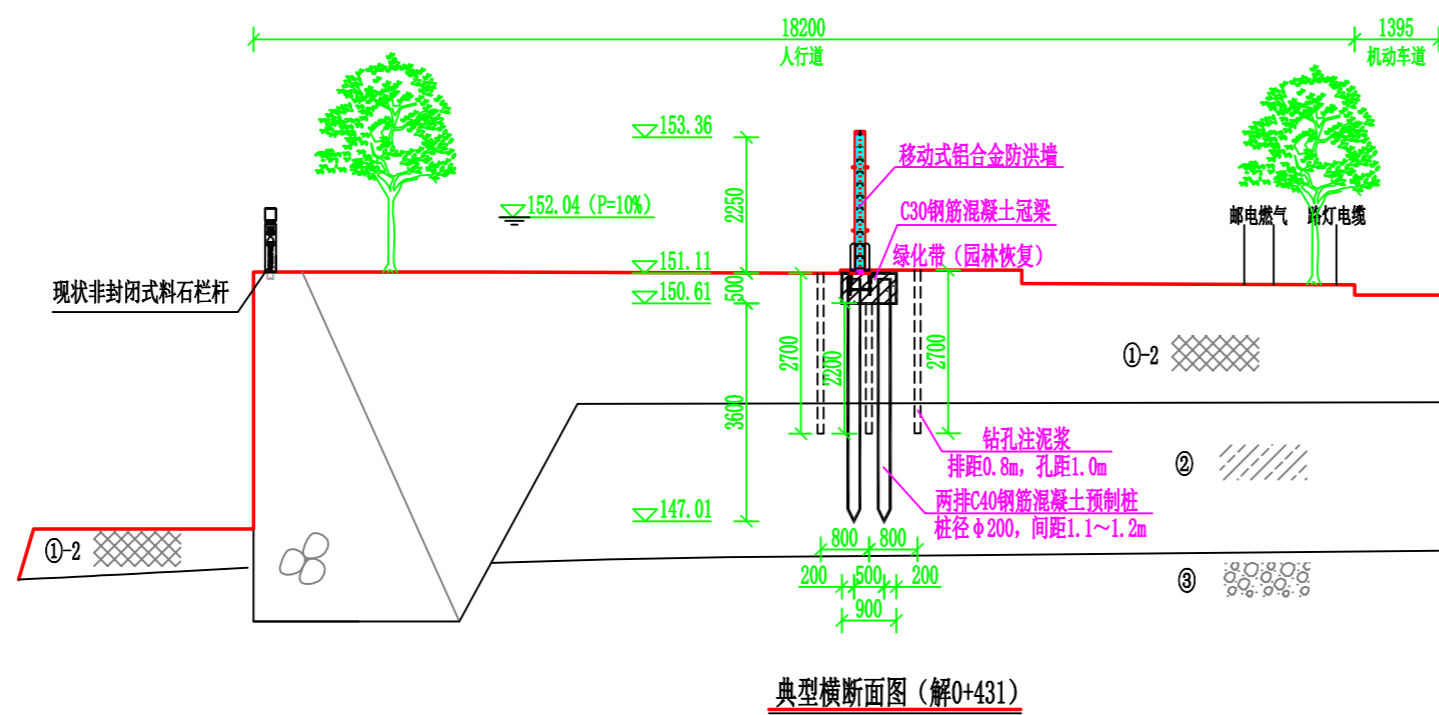 18200
1395
人行道
机动车道
153.36
移动式铝合金防洪墙
2250
152.04 (P=10%)
C30钢筋混凝土冠梁
邮电燃气
路灯电缆
绿化带（园林恢复）
151.11
现状非封闭式料石栏杆
500
150.61
2700
2200
2700
①-2
3600
钻孔注泥浆
排距0.8m，孔距1.0m
②
两排C40钢筋混凝土预制桩
147.01
桩径φ200，间距1.1～1.2m
①-2
800
800
200
500
200
③
900
典型横断面图（解0+431）